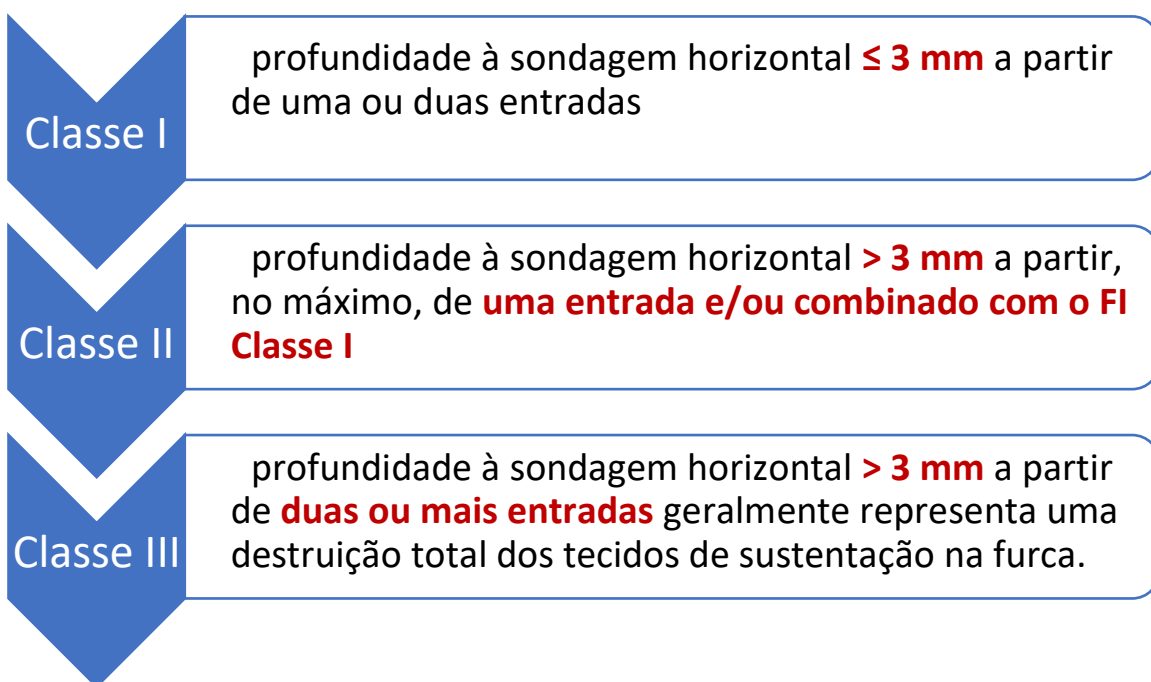 Classe I
profundidade à sondagem horizontal ≤ 3 mm a partir
de uma ou duas entradas
Classe II
profundidade à sondagem horizontal > 3 mm a partir,
no máximo, de uma entrada e/ou combinado com o FI
Classe I
Classe III
profundidade à sondagem horizontal > 3 mm a partir
de duas ou mais entradas geralmente representa uma
destruição total dos tecidos de sustentação na furca.